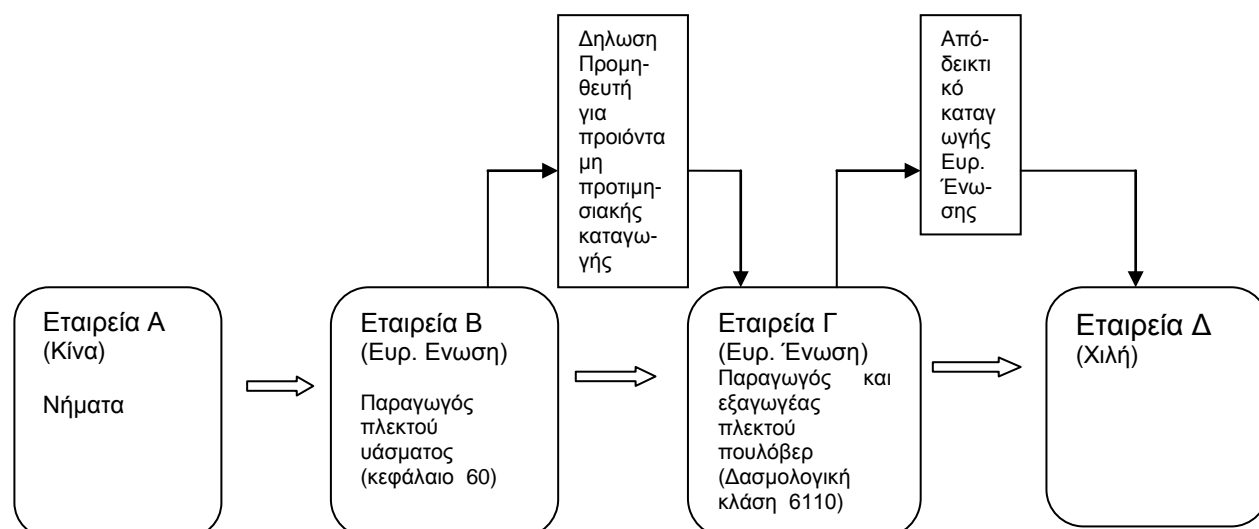 Δηλωση
Προμη-
θευτή
για
προιόντα
μη
προτιμη-
σιακής
καταγω-
γής
Από-
δεικτι
κό
καταγ
ωγής
Ευρ.
Ένω-
σης
Εταιρεία Α
(Κίνα)
Νήματα
Εταιρεία Β
(Ευρ. Ενωση)
Παραγωγός
πλεκτού
υάσματος
(κεφάλαιο 60)
Εταιρεία Γ
(Ευρ. Ένωση)
Παραγωγός και
εξαγωγέας
πλεκτού
πουλόβερ
(Δασμολογική
κλάση 6110)
Εταιρεία Δ
(Χιλή)